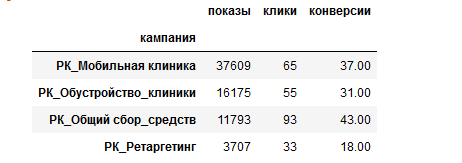 показы клики конверсии
кампания
РК_Мобильная клиника 37609 65 37.00
РК_Обустройство_клиники 16175 55 31.00
РК_Общий сбор_средств 11793 93 43.00
РК_Ретаргетинг 3707 33 18.00